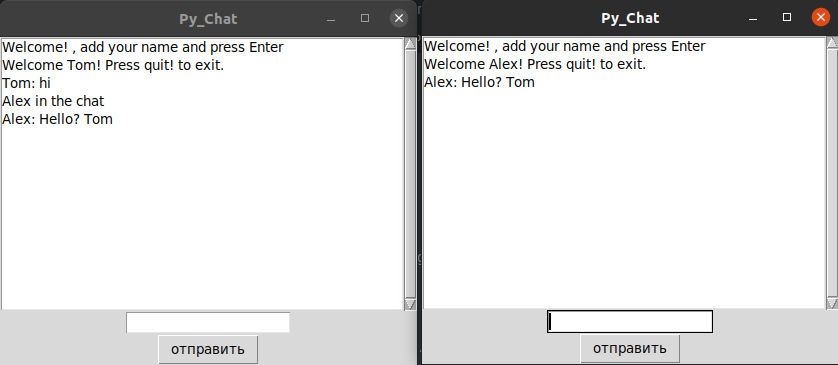 Py_Chat
Welcome! , add your name and press Enter
Welcome Tom! Press quit! to exit.
Tom: hi
Alex in the chat
Alex: Hello? Tom
отправить
Py_Chat
Welcome! , add your name and press Enter
Welcome Alex! Press quit! to exit.
Alex: Hello? Tom
отправить